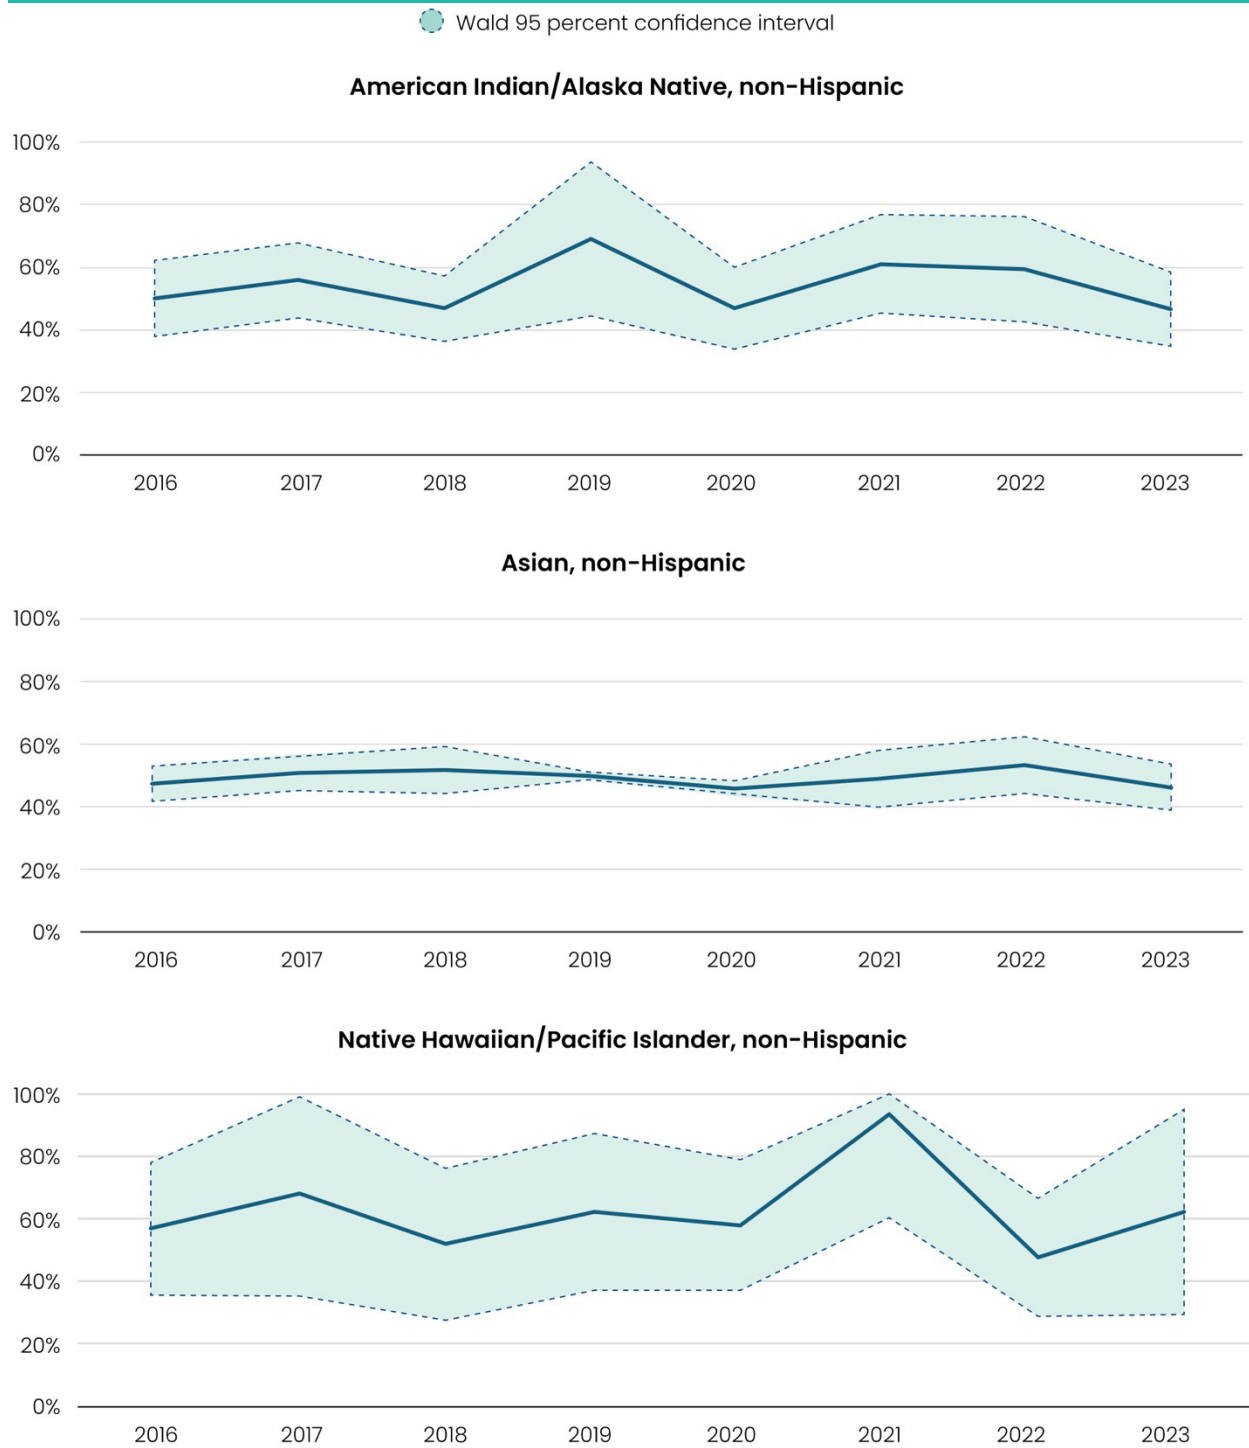 Wald 95 percent confidence interval
American Indian/Alaska Native, non-Hispanic
100%
80%
60%
40%
20%
0%
2016 2017 2018 2019 2020 2021 2022 2023
Asian, non-Hispanic
100%
80%
60%
40%
20%
0%
2016 2017 2018 2019 2020 2021 2022 2023
Native Hawaiian/Pacific Islander, non-Hispanic
100%
80%
60%
40%
20%
0%
2016 2017 2018 2019 2020 2021 2022 2023